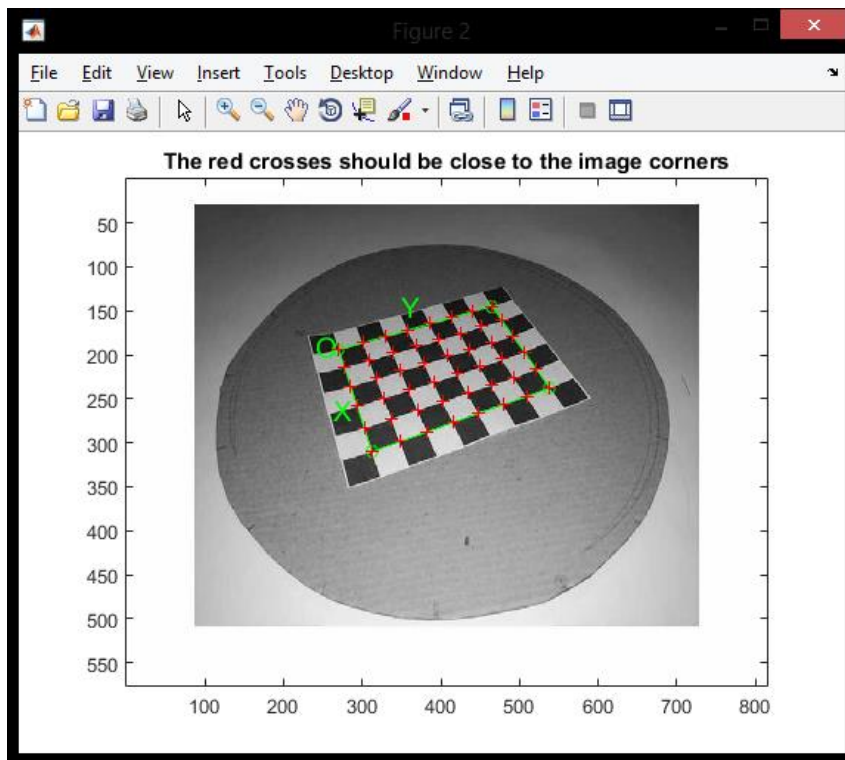 Figure 2
File Edit View Insert Tools Desktop Window Help
The red crosses should be close to the image corners
50
100
150
200
250
300
350
400
450
500
550
O
Y
X
100 200 300 400 500 600 700 800